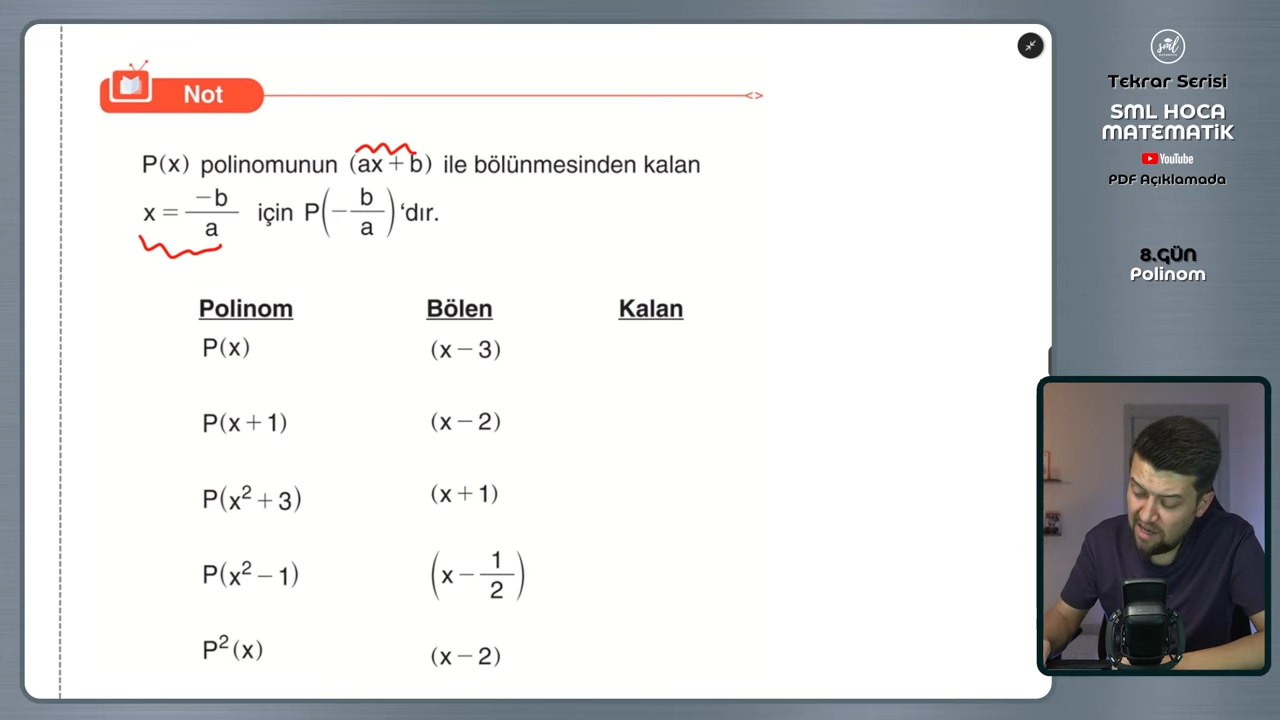 Not
P(x) polinomunun (ax + b) ile bölünmesinden kalan
x = -b/a için P(-b/a) 'dır.
Polinom Bölen Kalan
P(x) (x - 3)
P(x + 1) (x - 2)
P(x² + 3) (x + 1)
P(x² - 1) (x - 1/2)
P²(x) (x - 2)
sml
Tekrar Serisi
SML HOCA
MATEMATİK
YouTube
PDF Açıklamada
8.GÜN
Polinom